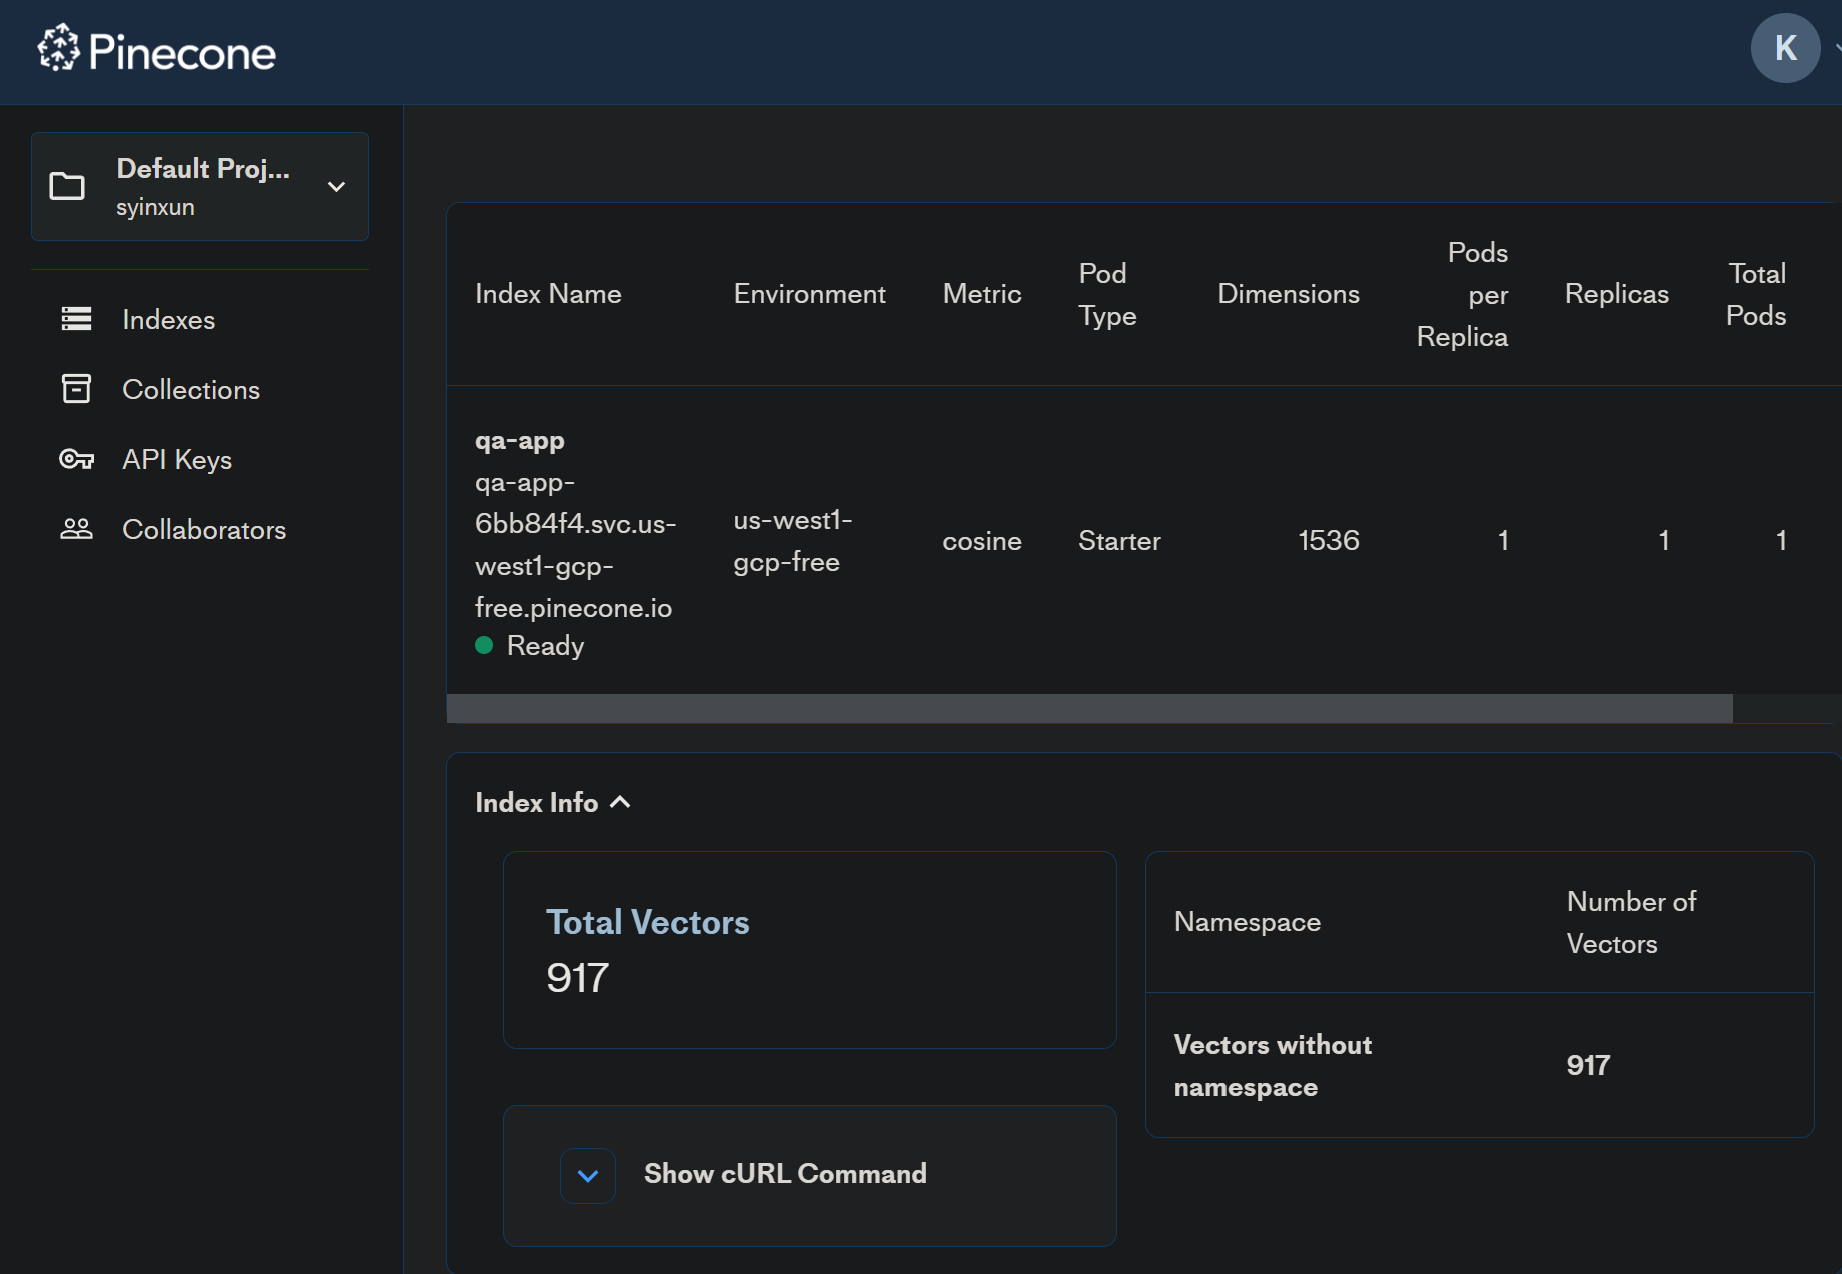 Pinecone
K
Default Proj...
syinxun
Indexes
Collections
API Keys
Collaborators
Index Name
Environment
Metric
Pod
Type
Dimensions
Pods
per
Replica
Replicas
Total
Pods
qa-app
qa-app-
6bb84f4.svc.us-
west1-gcp-
free.pinecone.io
Ready
us-west1-
gcp-free
cosine
Starter
1536
1
1
1
Index Info
Total Vectors
917
Show cURL Command
Namespace
Number of
Vectors
Vectors without
namespace
917